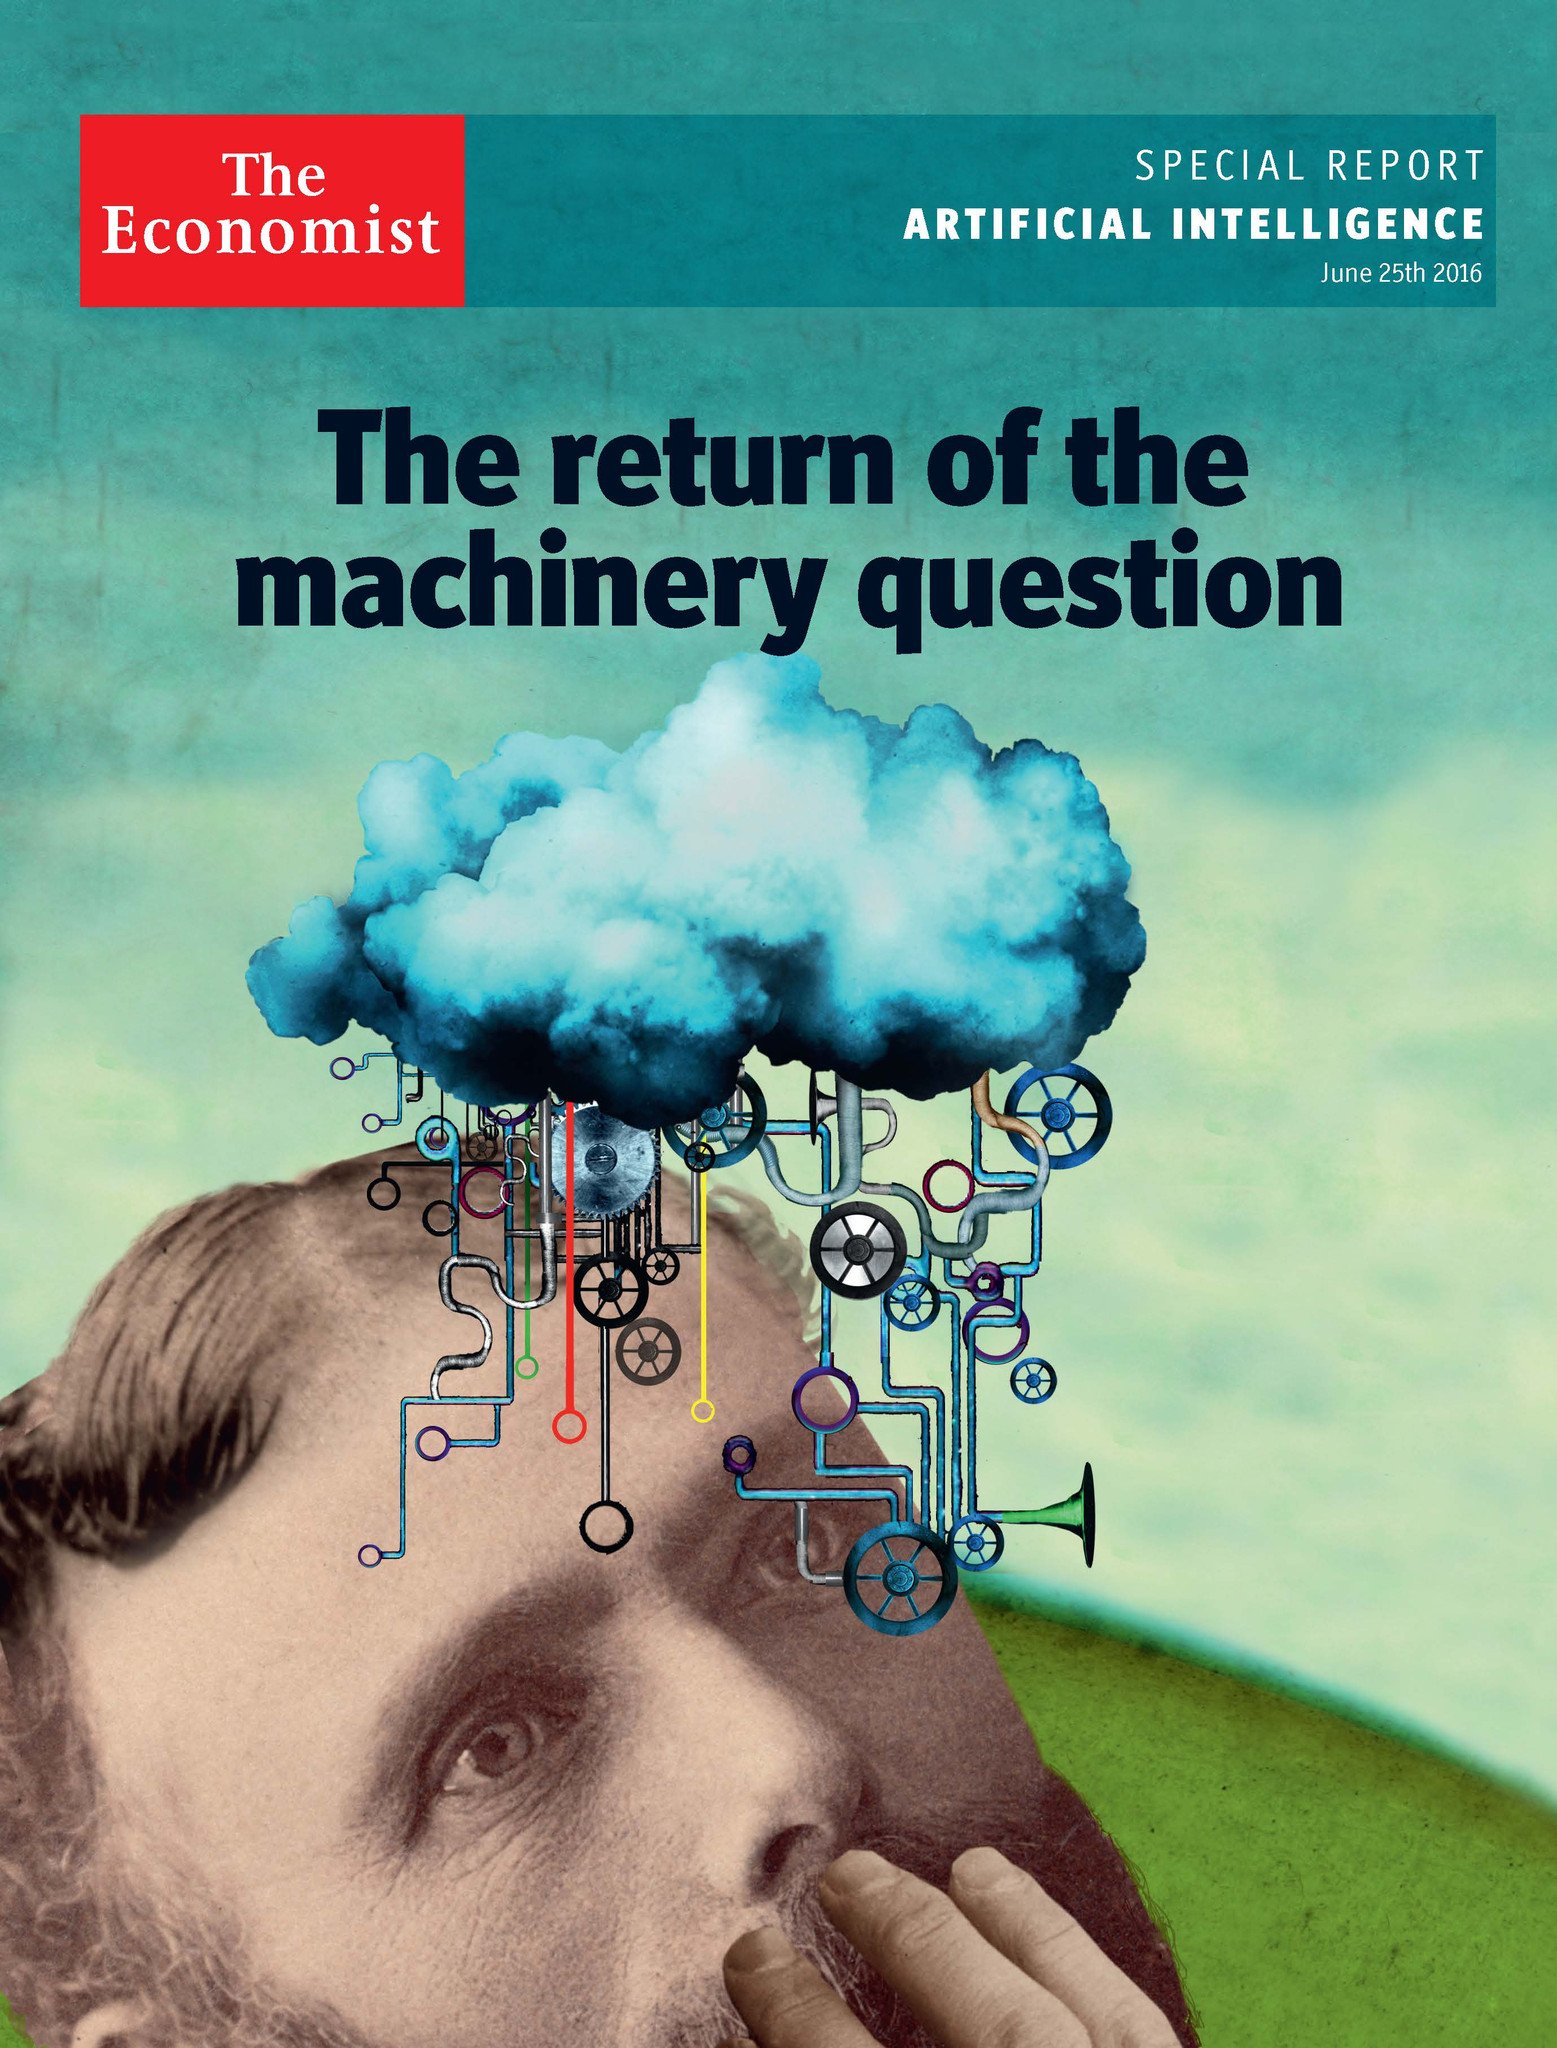 The
Economist
SPECIAL REPORT
ARTIFICIAL INTELLIGENCE
June 25th 2016
The return of the
machinery question